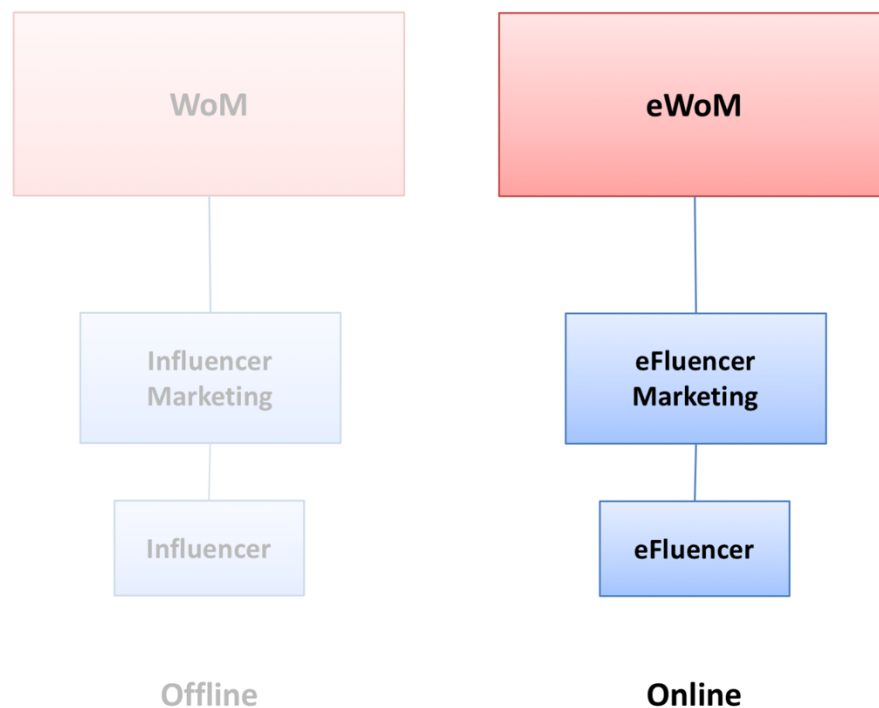 WoM
eWoM
Influencer
Marketing
eFluencer
Marketing
Influencer
eFluencer
Offline
Online